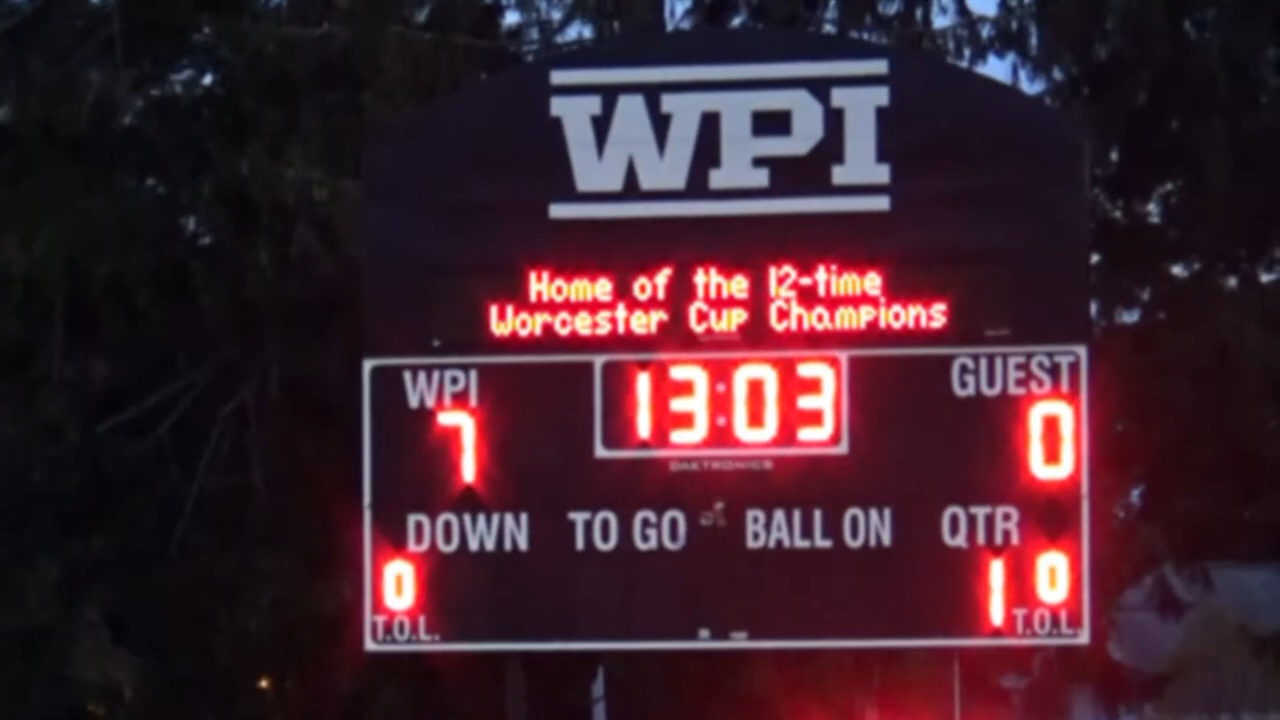 WPI
Home of the 12-time
Worcester Cup Champions
WPI 13:03 GUEST
7 0
DAKTRONICS
DOWN TO GO BALL ON QTR
0 1 0
T.O.L. T.O.L.